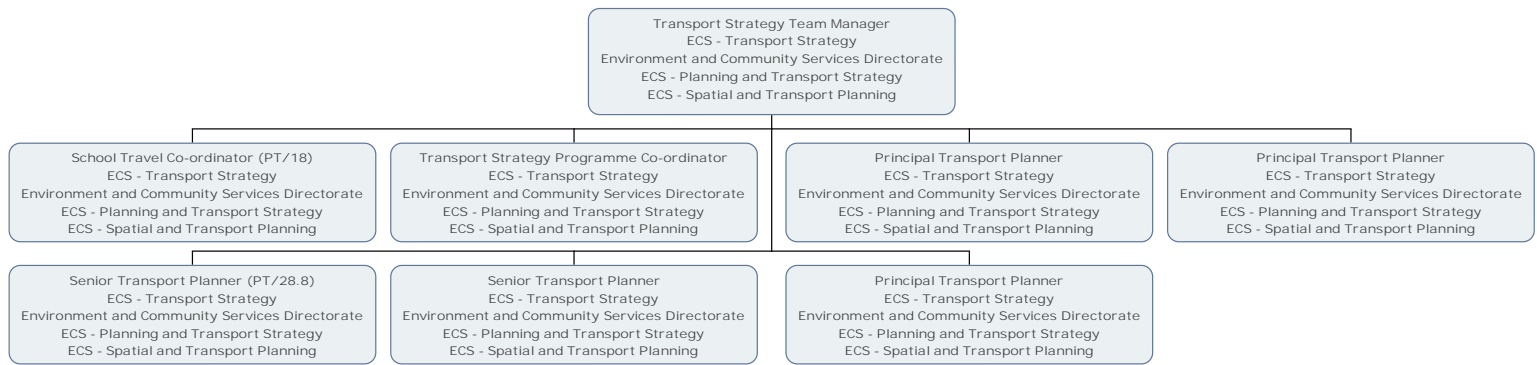 Transport Strategy Team Manager
ECS - Transport Strategy
Environment and Community Services Directorate
ECS - Planning and Transport Strategy
ECS - Spatial and Transport Planning
School Travel Co-ordinator (PT/18)
ECS - Transport Strategy
Environment and Community Services Directorate
ECS - Planning and Transport Strategy
ECS - Spatial and Transport Planning
Transport Strategy Programme Co-ordinator
ECS - Transport Strategy
Environment and Community Services Directorate
ECS - Planning and Transport Strategy
ECS - Spatial and Transport Planning
Principal Transport Planner
ECS - Transport Strategy
Environment and Community Services Directorate
ECS - Planning and Transport Strategy
ECS - Spatial and Transport Planning
Principal Transport Planner
ECS - Transport Strategy
Environment and Community Services Directorate
ECS - Planning and Transport Strategy
ECS - Spatial and Transport Planning
Senior Transport Planner (PT/28.8)
ECS - Transport Strategy
Environment and Community Services Directorate
ECS - Planning and Transport Strategy
ECS - Spatial and Transport Planning
Senior Transport Planner
ECS - Transport Strategy
Environment and Community Services Directorate
ECS - Planning and Transport Strategy
ECS - Spatial and Transport Planning
Principal Transport Planner
ECS - Transport Strategy
Environment and Community Services Directorate
ECS - Planning and Transport Strategy
ECS - Spatial and Transport Planning